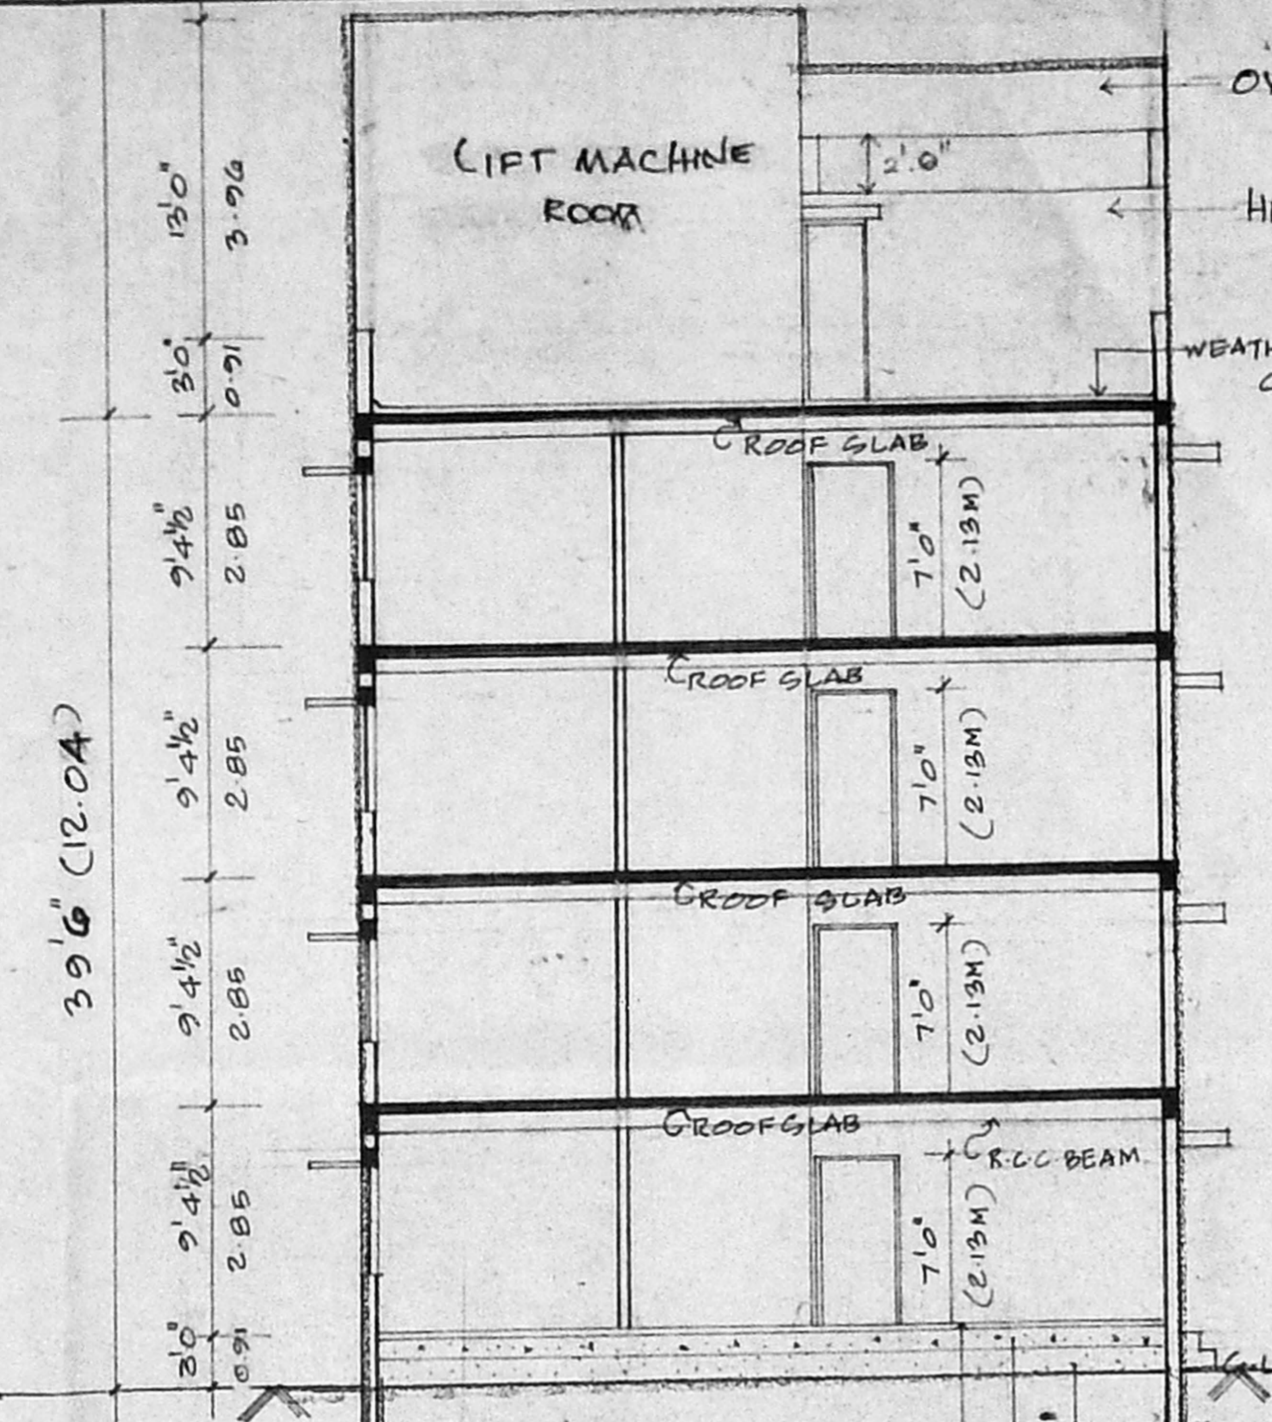 LIFT MACHINE
ROOM
13'0"
3.96
3'0"
0.91
2'.0"
ROOF SLAB
9'4½"
2.85
7'0"
(2.13M)
ROOF SLAB
9'4½"
2.85
7'0"
(2.13M)
39'6" (12.04)
ROOF SLAB
9'4½"
2.85
7'0"
(2.13M)
ROOF SLAB
R.C.C BEAM
9'4½"
2.85
7'0"
(2.13M)
0.91